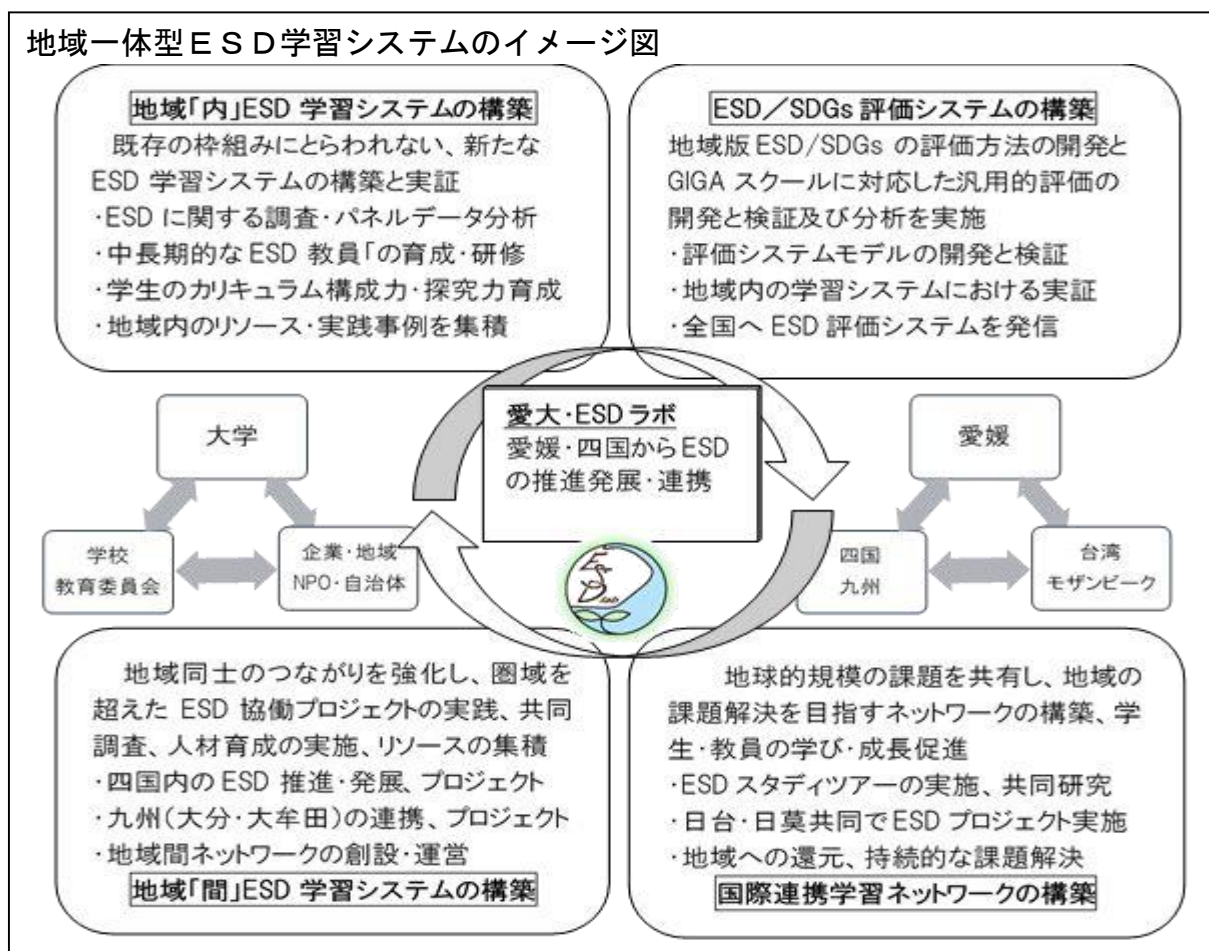 地域一体型ＥＳＤ学習システムのイメージ図
地域「内」ESD 学習システムの構築
既存の枠組みにとらわれない、新たな
ESD 学習システムの構築と実証
・ESD に関する調査・パネルデータ分析
・中長期的な ESD 教員「の育成・研修
・学生のカリキュラム構成力・探究力育成
・地域内のリソース・実践事例を集積
ESD／SDGs 評価システムの構築
地域版 ESD/SDGs の評価方法の開発と
GIGA スクールに対応した汎用的評価の
開発と検証及び分析を実施
・評価システムモデルの開発と検証
・地域内の学習システムにおける実証
・全国へ ESD 評価システムを発信
大学
学校
教育委員会
企業・地域
NPO・自治体
愛大・ESD ラボ
愛媛・四国から ESD
の推進発展・連携
ESD
愛媛
四国
九州
台湾
モザンビーク
地域同士のつながりを強化し、圏域を
超えた ESD 協働プロジェクトの実践、共同
調査、人材育成の実施、リソースの集積
・四国内の ESD 推進・発展、プロジェクト
・九州（大分・大牟田）の連携、プロジェクト
・地域間ネットワークの創設・運営
地域「間」ESD 学習システムの構築
地球的規模の課題を共有し、地域の
課題解決を目指すネットワークの構築、学
生・教員の学び・成長促進
・ESD スタディツアーの実施、共同研究
・日台・日莫共同で ESD プロジェクト実施
・地域への還元、持続的な課題解決
国際連携学習ネットワークの構築